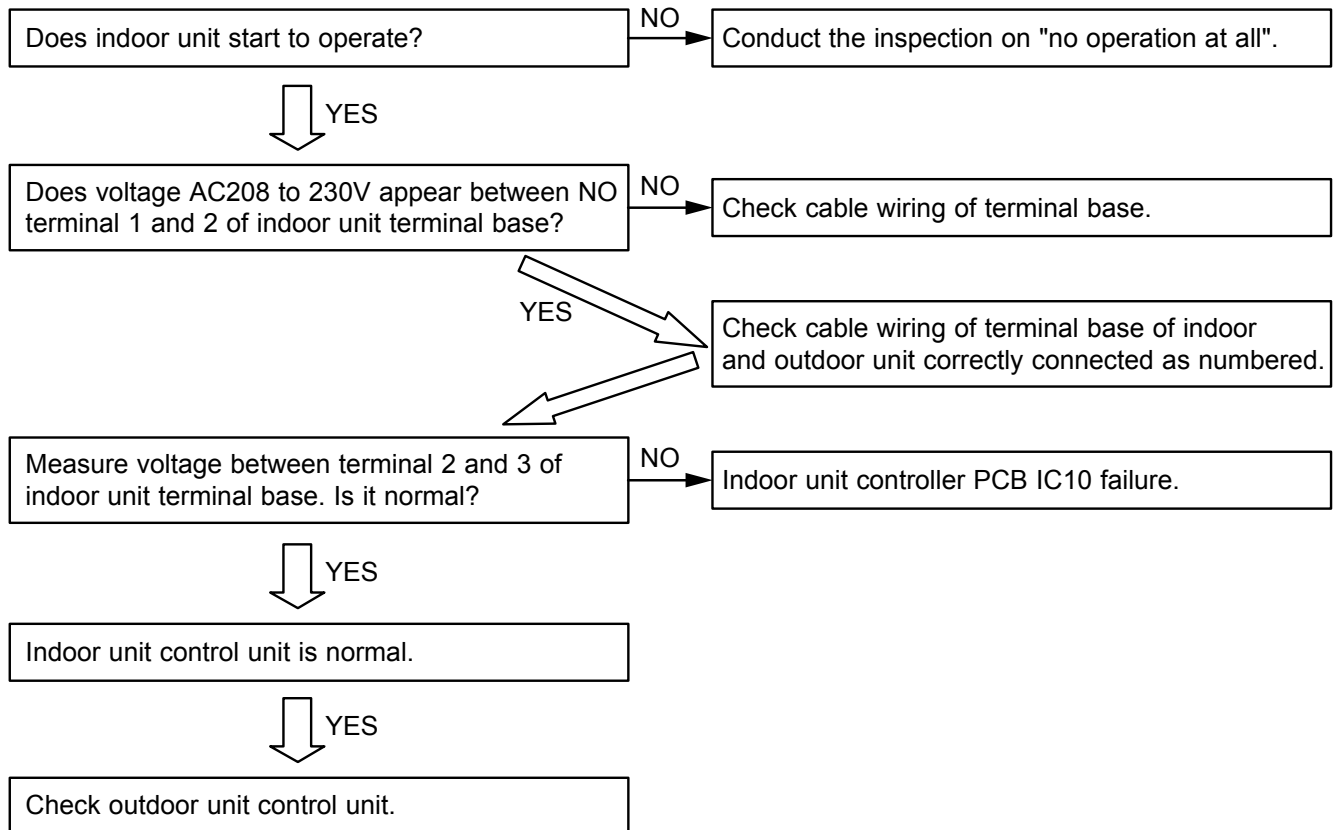 Does indoor unit start to operate?
NO
Conduct the inspection on "no operation at all".
YES
Does voltage AC208 to 230V appear between NO
terminal 1 and 2 of indoor unit terminal base?
NO
Check cable wiring of terminal base.
YES
Check cable wiring of terminal base of indoor
and outdoor unit correctly connected as numbered.
Measure voltage between terminal 2 and 3 of
indoor unit terminal base. Is it normal?
NO
Indoor unit controller PCB IC10 failure.
YES
Indoor unit control unit is normal.
YES
Check outdoor unit control unit.